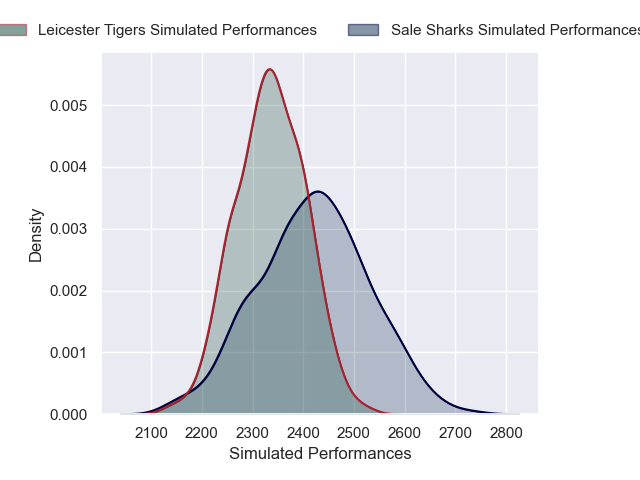 Leicester Tigers Simulated Performances
Sale Sharks Simulated Performances
0.005
0.004
0.003
0.002
0.001
0.000
Density
2100 2200 2300 2400 2500 2600 2700 2800
Simulated Performances